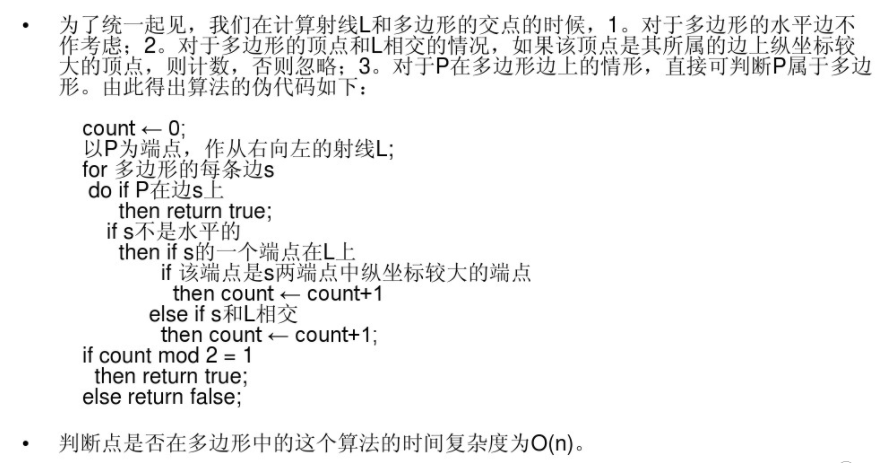 • 为了统一起见，我们在计算射线L和多边形的交点的时候，1。对于多边形的水平边不
作考虑；2。对于多边形的顶点和L相交的情况，如果该顶点是其所属的边上纵坐标较
大的顶点，则计数，否则忽略；3。对于P在多边形边上的情形，直接可判断P属于多边
形。由此得出算法的伪代码如下：
count ← 0;
以P为端点，作从右向左的射线L;
for 多边形的每条边s
do if P在边s上
then return true;
if s不是水平的
then if s的一个端点在L上
if 该端点是s两端点中纵坐标较大的端点
then count ← count+1
else if s和L相交
then count ← count+1;
if count mod 2 = 1
then return true;
else return false;
• 判断点是否在多边形中的这个算法的时间复杂度为O(n)。